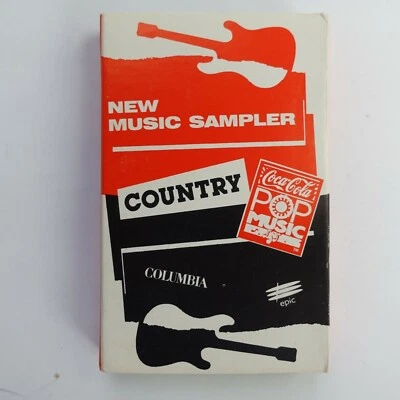 NEW
MUSIC SAMPLER
COUNTRY
Coca-Cola
POP
MUSIC
COLUMBIA
epic